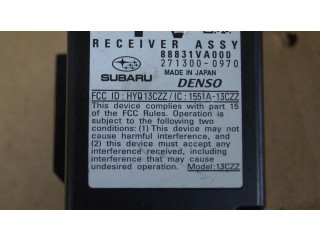 RECEIVER ASSY
88831VA000
271300-0970
SUBARU
MADE IN JAPAN
DENSO
FCC ID : HYQ13CZZ / IC : 1551A-13CZZ
This device complies with part 15
of the FCC Rules. Operation is
subject to the following two
conditions: (1) This device may not
cause harmful interference, and
(2) this device must accept any
interference received, including
interference that may cause
undesired operation. Model:13CZZ